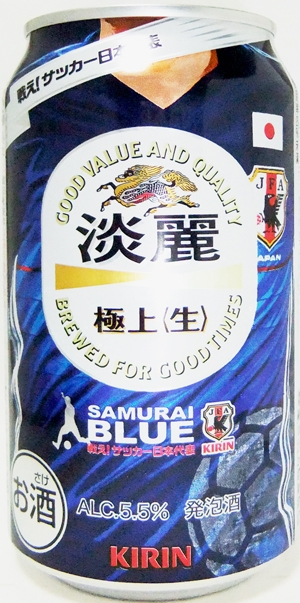 戦え!サッカー日本代表
GOOD VALUE AND QUALITY
淡麗
極上〈生〉
BREWED FOR GOOD TIMES
JFA
JAPAN
SAMURAI
BLUE
JFA
KIRIN
戦え!サッカー日本代表
さけ
お酒
ALC.5.5% 発泡酒
KIRIN